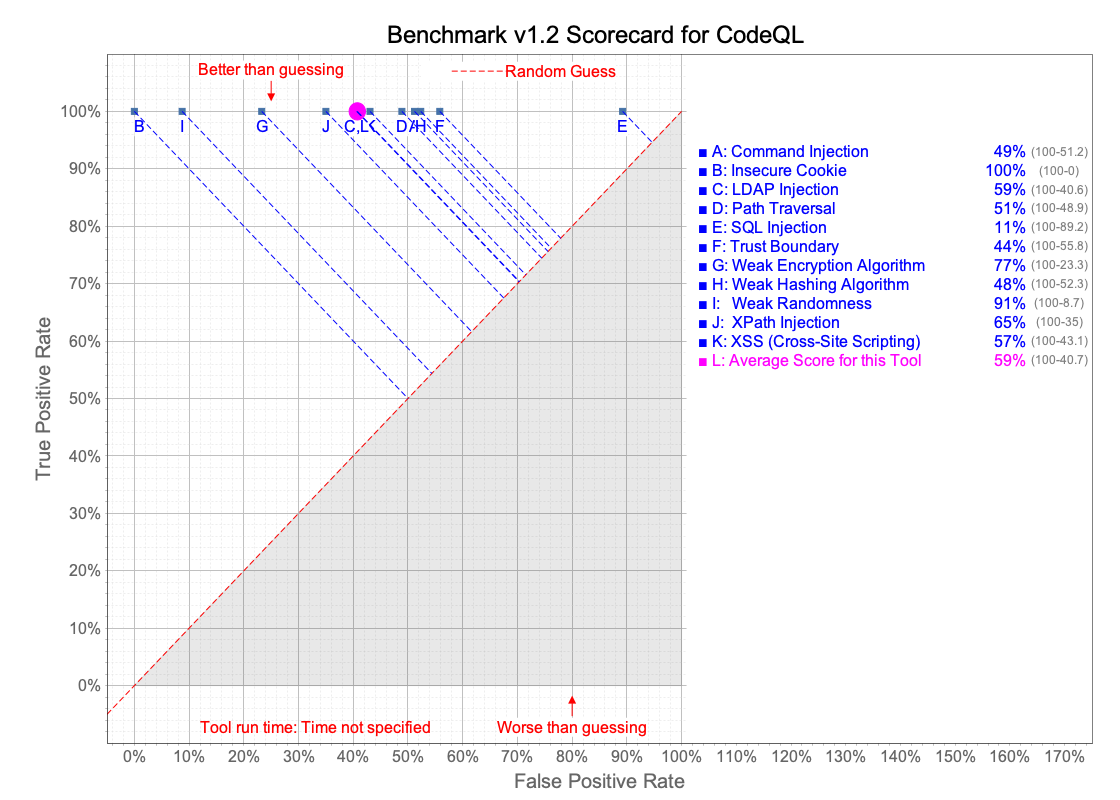 Benchmark v1.2 Scorecard for CodeQL
Better than guessing
Random Guess
100%
90%
80%
70%
60%
50%
40%
30%
20%
10%
0%
True Positive Rate
B
I
G
J
C,L
D
H
F
E
A: Command Injection 49% (100-51.2)
B: Insecure Cookie 100% (100-0)
C: LDAP Injection 59% (100-40.6)
D: Path Traversal 51% (100-48.9)
E: SQL Injection 11% (100-89.2)
F: Trust Boundary 44% (100-55.8)
G: Weak Encryption Algorithm 77% (100-23.3)
H: Weak Hashing Algorithm 48% (100-52.3)
I: Weak Randomness 91% (100-8.7)
J: XPath Injection 65% (100-35)
K: XSS (Cross-Site Scripting) 57% (100-43.1)
L: Average Score for this Tool 59% (100-40.7)
Tool run time: Time not specified
Worse than guessing
0% 10% 20% 30% 40% 50% 60% 70% 80% 90% 100% 110% 120% 130% 140% 150% 160% 170%
False Positive Rate